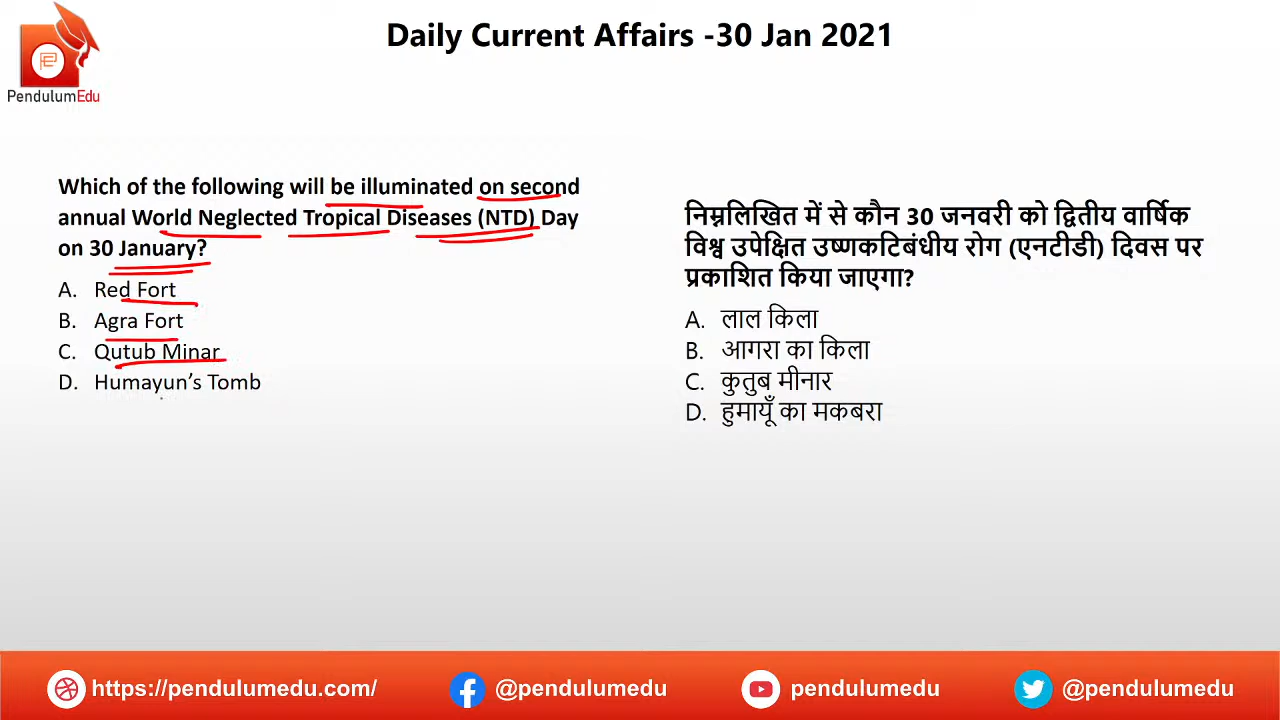 Daily Current Affairs -30 Jan 2021
PendulumEdu
Which of the following will be illuminated on second
annual World Neglected Tropical Diseases (NTD) Day
on 30 January?
A. Red Fort
B. Agra Fort
C. Qutub Minar
D. Humayun’s Tomb
निम्नलिखित में से कौन 30 जनवरी को द्वितीय वार्षिक
विश्व उपेक्षित उष्णकटिबंधीय रोग (एनटीडी) दिवस पर
प्रकाशित किया जाएगा?
A. लाल किला
B. आगरा का किला
C. कुतुब मीनार
D. हुमायूँ का मकबरा
https://pendulumedu.com/
@pendulumedu
pendulumedu
@pendulumedu